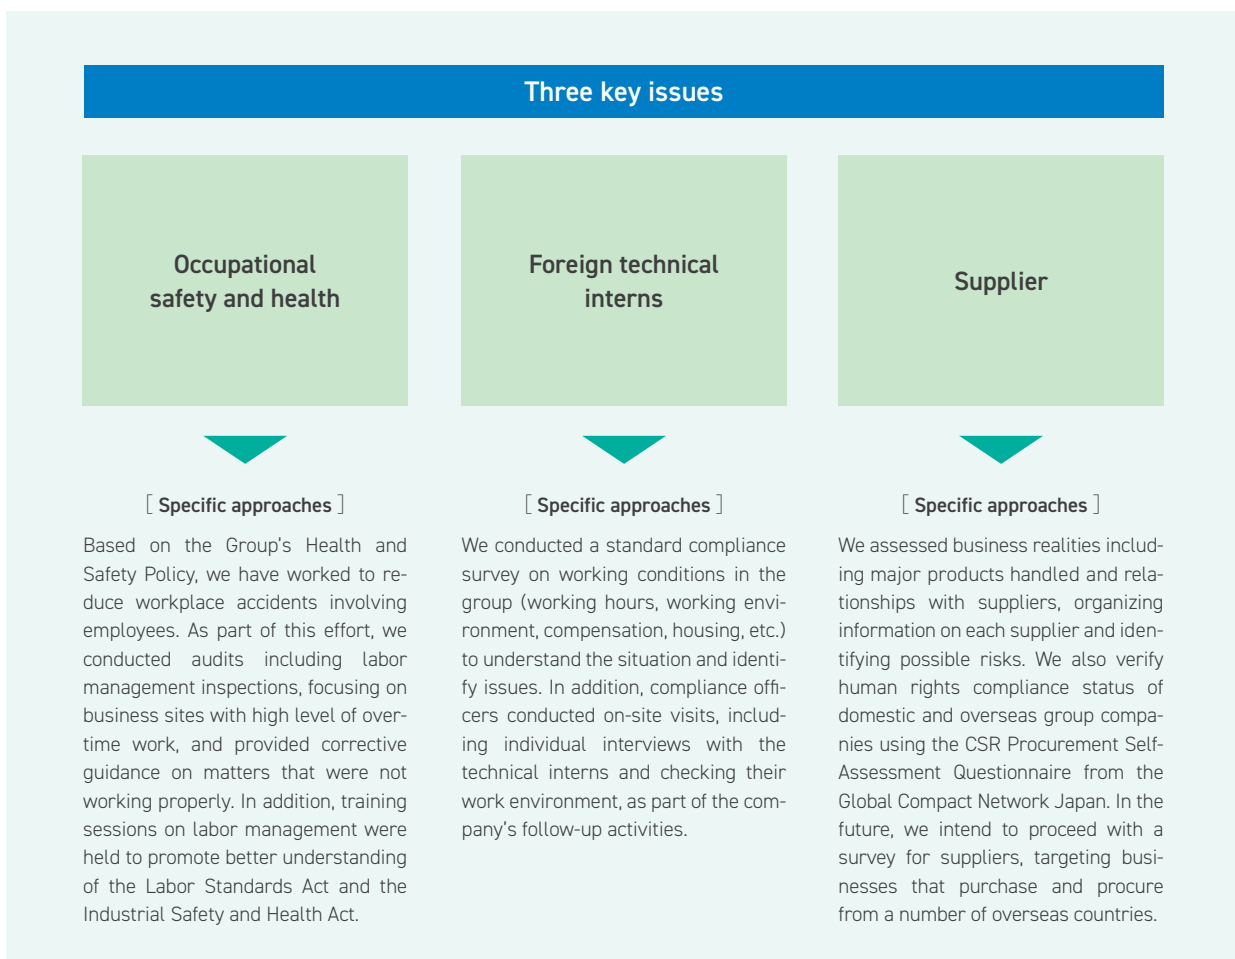 Three key issues
Occupational
safety and health
Foreign technical
interns
Supplier
[ Specific approaches ]
Based on the Group's Health and
Safety Policy, we have worked to re-
duce workplace accidents involving
employees. As part of this effort, we
conducted audits including labor
management inspections, focusing on
business sites with high level of over-
time work, and provided corrective
guidance on matters that were not
working properly. In addition, training
sessions on labor management were
held to promote better understanding
of the Labor Standards Act and the
Industrial Safety and Health Act.
[ Specific approaches ]
We conducted a standard compliance
survey on working conditions in the
group (working hours, working envi-
ronment, compensation, housing, etc.)
to understand the situation and identi-
fy issues. In addition, compliance offi-
cers conducted on-site visits, includ-
ing individual interviews with the
technical interns and checking their
work environment, as part of the com-
pany's follow-up activities.
[ Specific approaches ]
We assessed business realities includ-
ing major products handled and rela-
tionships with suppliers, organizing
information on each supplier and iden-
tifying possible risks. We also verify
human rights compliance status of
domestic and overseas group compa-
nies using the CSR Procurement Self-
Assessment Questionnaire from the
Global Compact Network Japan. In the
future, we intend to proceed with a
survey for suppliers, targeting busi-
nesses that purchase and procure
from a number of overseas countries.